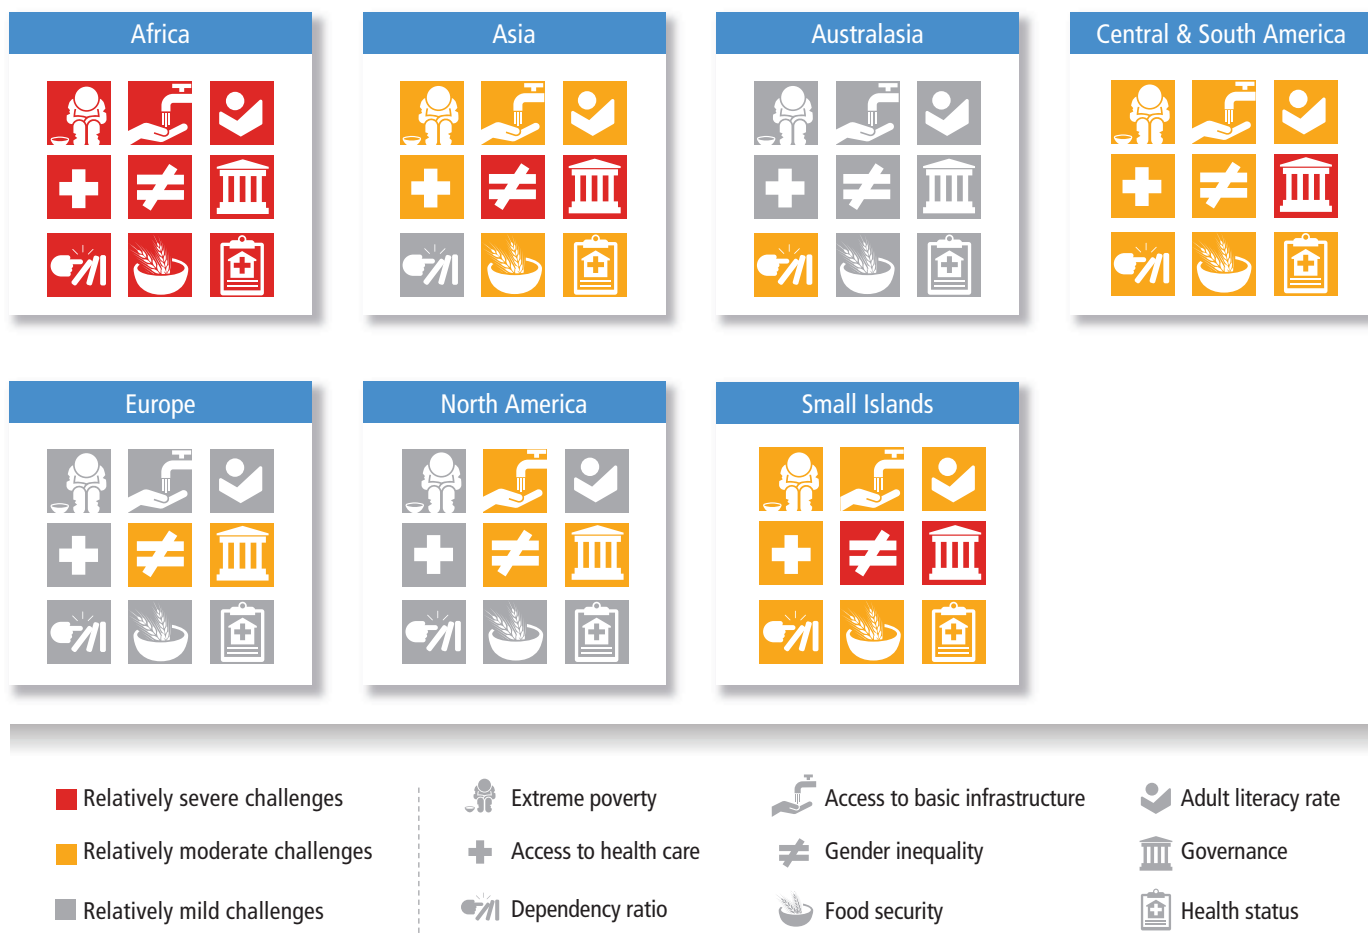 Africa
Asia
Australasia
Central & South America
Europe
North America
Small Islands
Relatively severe challenges
Extreme poverty
Access to basic infrastructure
Adult literacy rate
Relatively moderate challenges
Access to health care
Gender inequality
Governance
Relatively mild challenges
Dependency ratio
Food security
Health status